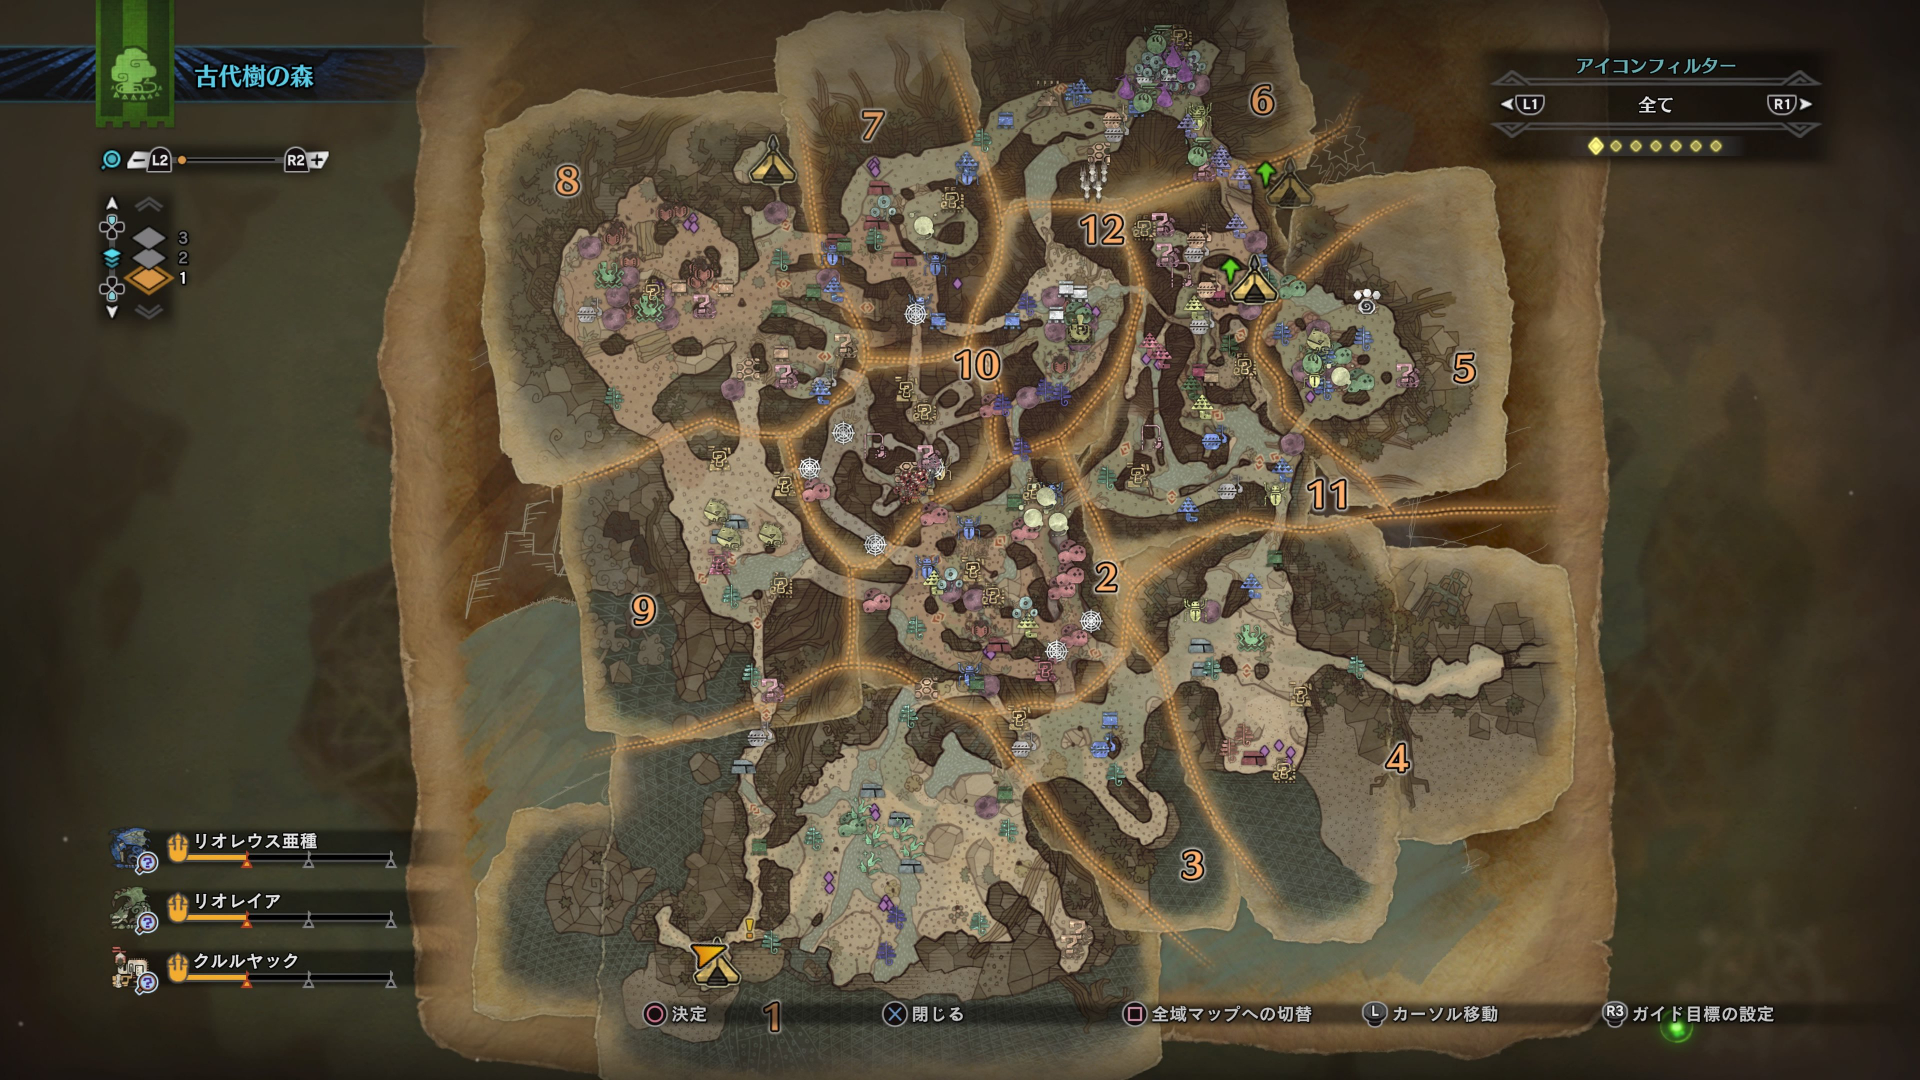 古代樹の森
アイコンフィルター
L1 全て R1
L2 R2
3
2
1
6
7
8
12
10
5
11
2
9
4
3
1
リオレウス亜種
リオレイア
クルルヤック
決定
閉じる
全域マップへの切替
L カーソル移動
R3 ガイド目標の設定